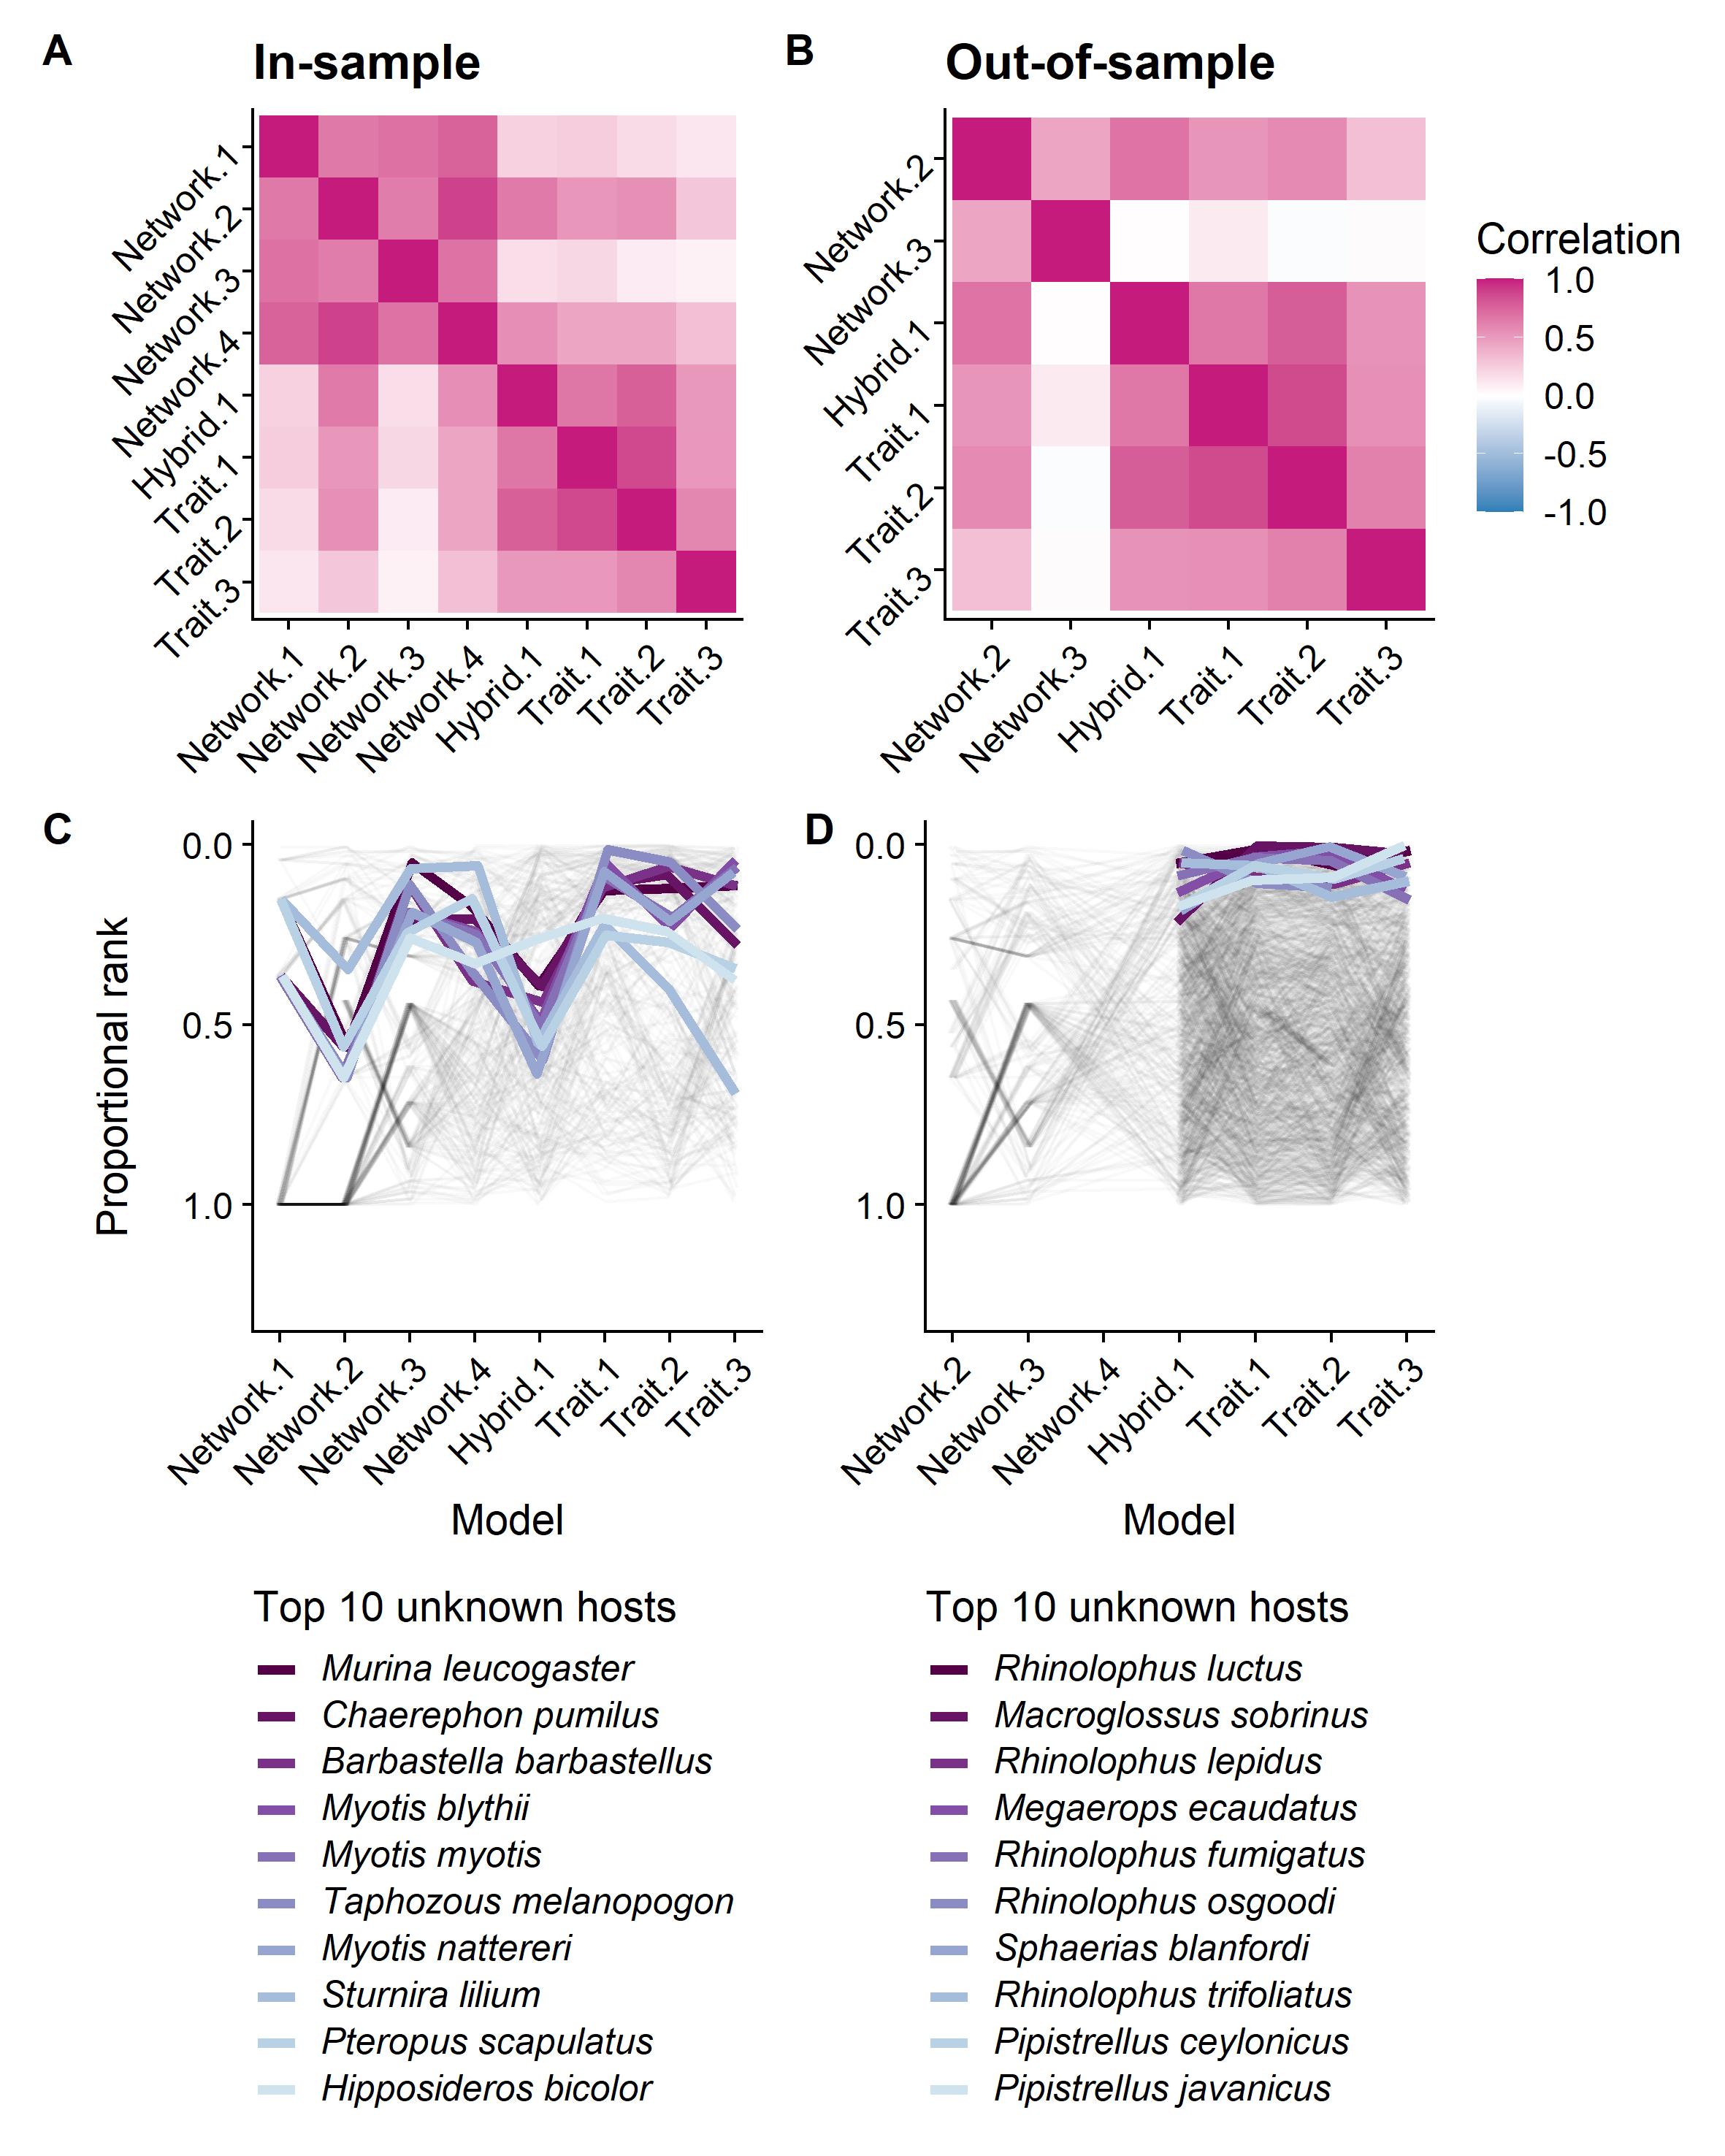 A
In-sample
B
Out-of-sample
Network.1
Network.2
Network.3
Network.4
Hybrid.1
Trait.1
Trait.2
Trait.3
Network.1
Network.2
Network.3
Network.4
Hybrid.1
Trait.1
Trait.2
Trait.3
Network.2
Network.3
Hybrid.1
Trait.1
Trait.2
Trait.3
Network.2
Network.3
Hybrid.1
Trait.1
Trait.2
Trait.3
Correlation
1.0
0.5
0.0
-0.5
-1.0
C
Proportional rank
0.0
0.5
1.0
Network.1
Network.2
Network.3
Network.4
Hybrid.1
Trait.1
Trait.2
Trait.3
Model
D
0.0
0.5
1.0
Network.2
Network.3
Network.4
Hybrid.1
Trait.1
Trait.2
Trait.3
Model
Top 10 unknown hosts
Murina leucogaster
Chaerephon pumilus
Barbastella barbastellus
Myotis blythii
Myotis myotis
Taphozous melanopogon
Myotis nattereri
Sturnira lilium
Pteropus scapulatus
Hipposideros bicolor
Top 10 unknown hosts
Rhinolophus luctus
Macroglossus sobrinus
Rhinolophus lepidus
Megaerops ecaudatus
Rhinolophus fumigatus
Rhinolophus osgoodi
Sphaerias blanfordi
Rhinolophus trifoliatus
Pipistrellus ceylonicus
Pipistrellus javanicus